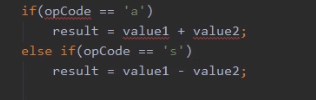 if(opCode == 'a')
    result = value1 + value2;
else if(opCode == 's')
    result = value1 - value2;